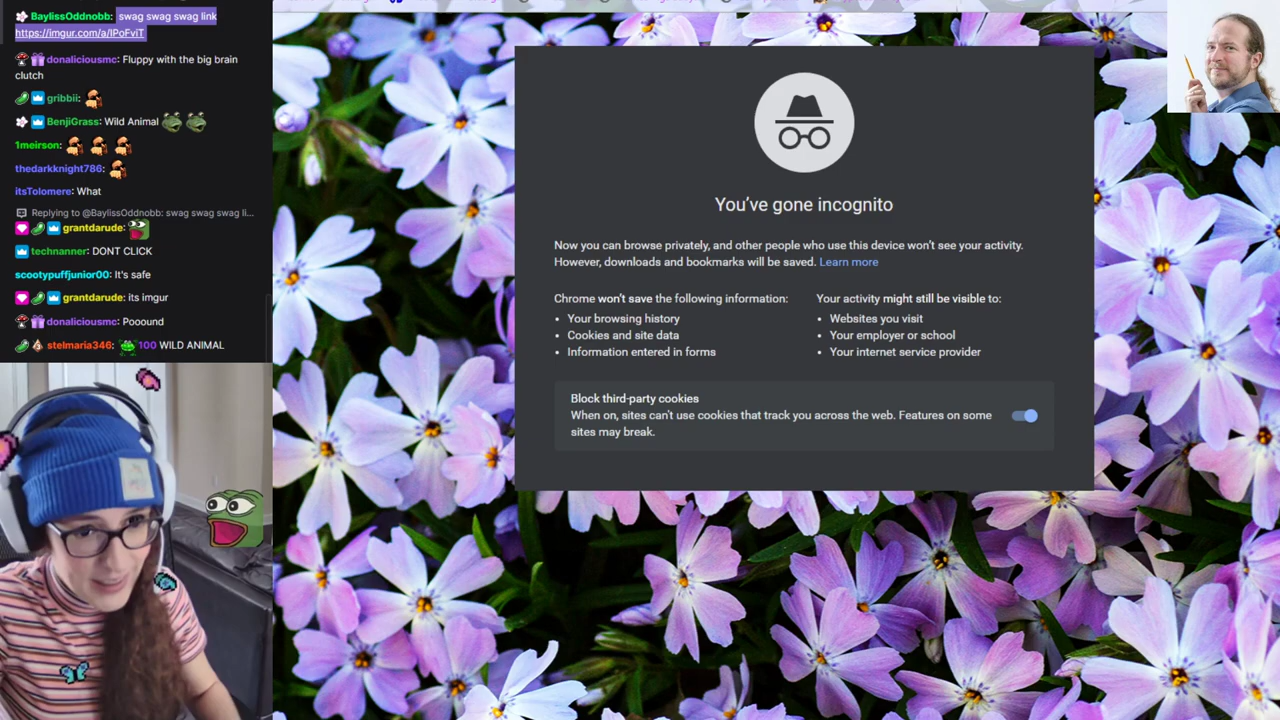 BaylissOddnobb: swag swag swag link
https://imgur.com/a/IPoFviT
donaliciousmc: Fluppy with the big brain
clutch
gribbii:
BenjiGrass: Wild Animal
1meirson:
thedarkknight786:
itsTolomere: What
Replying to @BaylissOddnobb: swag swag swag li...
grantdarude:
technanner: DONT CLICK
scootypuffjunior00: It's safe
grantdarude: its imgur
donaliciousmc: Pooound
stelmaria346: 100 WILD ANIMAL
You've gone incognito
Now you can browse privately, and other people who use this device won't see your activity.
However, downloads and bookmarks will be saved. Learn more
Chrome won't save the following information:
• Your browsing history
• Cookies and site data
• Information entered in forms
Your activity might still be visible to:
• Websites you visit
• Your employer or school
• Your internet service provider
Block third-party cookies
When on, sites can't use cookies that track you across the web. Features on some
sites may break.